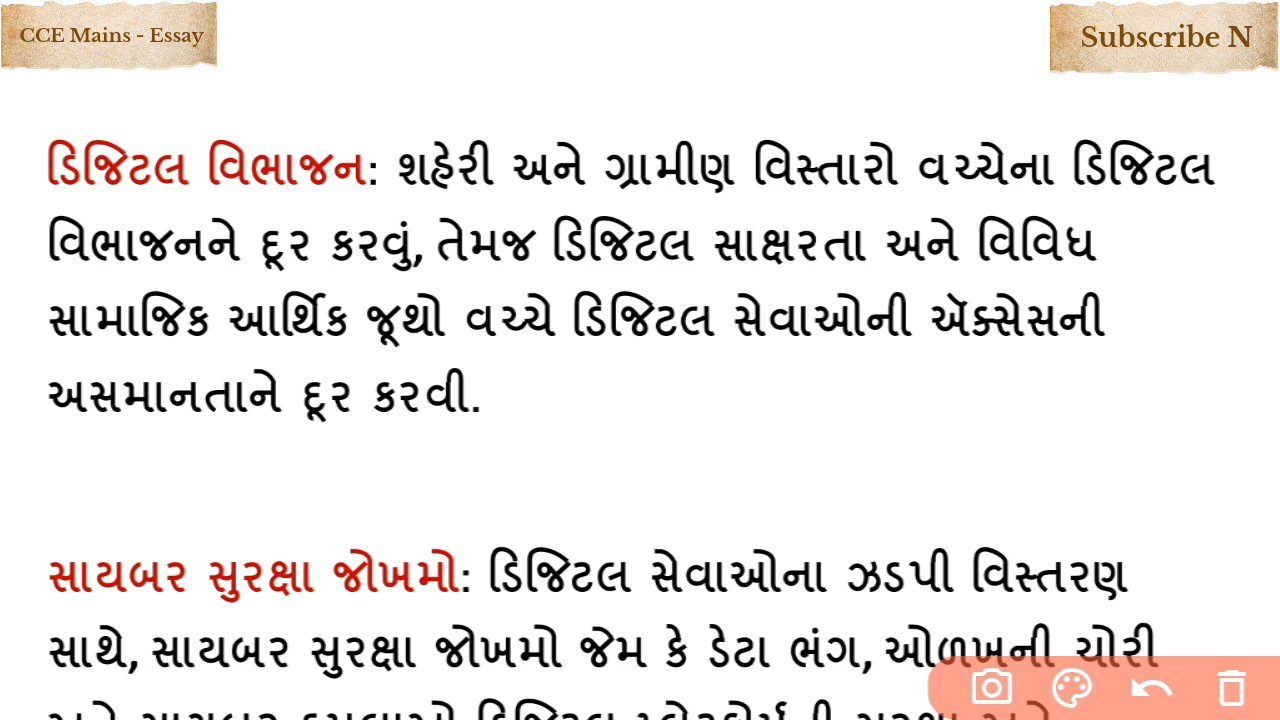 CCE Mains - Essay
Subscribe N
ડિજિટલ વિભાજન: શહેરી અને ગ્રામીણ વિસ્તારો વચ્ચેના ડિજિટલ
વિભાજનને દૂર કરવું, તેમજ ડિજિટલ સાક્ષરતા અને વિવિધ
સામાજિક આર્થિક જૂથો વચ્ચે ડિજિટલ સેવાઓની ઍક્સેસની
અસમાનતાને દૂર કરવી.
સાયબર સુરક્ષા જોખમો: ડિજિટલ સેવાઓના ઝડપી વિસ્તરણ
સાથે, સાયબર સુરક્ષા જોખમો જેમ કે ડેટા ભંગ, ઓળખની ચોરી